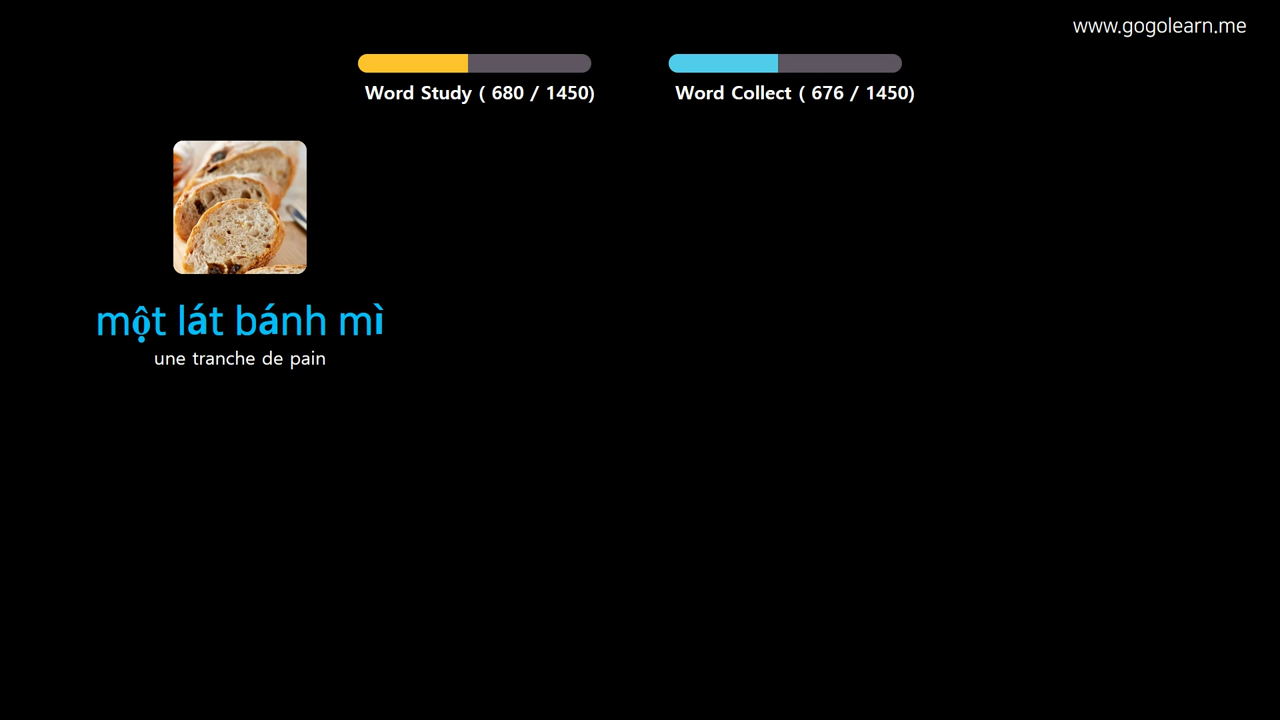 www.gogolearn.me
Word Study ( 680 / 1450)
Word Collect ( 676 / 1450)
một lát bánh mì
une tranche de pain